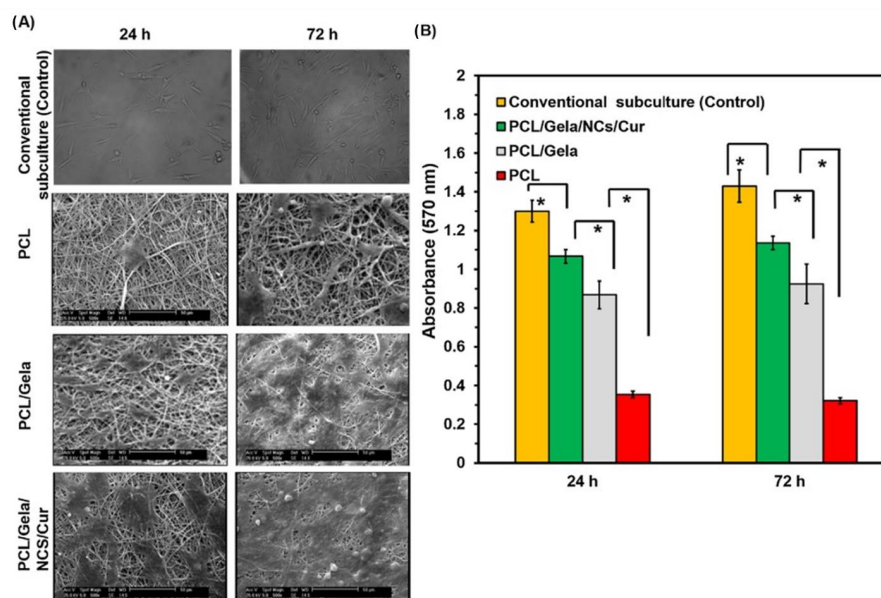 (A)
24 h
72 h
Conventional
subculture (Control)
PCL
PCL/Gela
PCL/Gela/
NCS/Cur
(B)
Absorbance (570 nm)
2
1.8
1.6
1.4
1.2
1
0.8
0.6
0.4
0.2
0
Conventional subculture (Control)
PCL/Gela/NCs/Cur
PCL/Gela
PCL
*
*
*
*
*
*
24 h
72 h